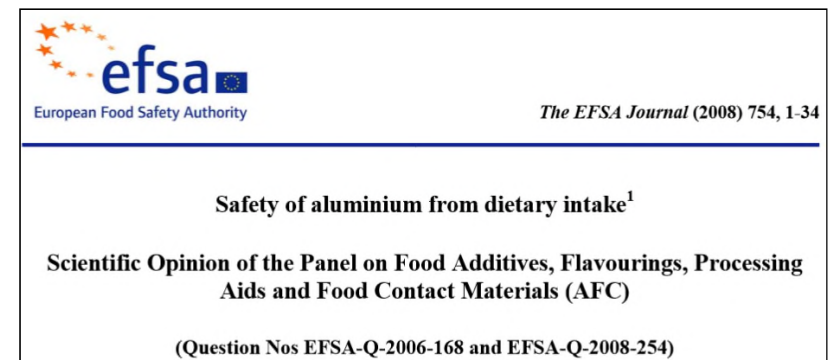 efsa
European Food Safety Authority
The EFSA Journal (2008) 754, 1-34
Safety of aluminium from dietary intake1
Scientific Opinion of the Panel on Food Additives, Flavourings, Processing
Aids and Food Contact Materials (AFC)
(Question Nos EFSA-Q-2006-168 and EFSA-Q-2008-254)